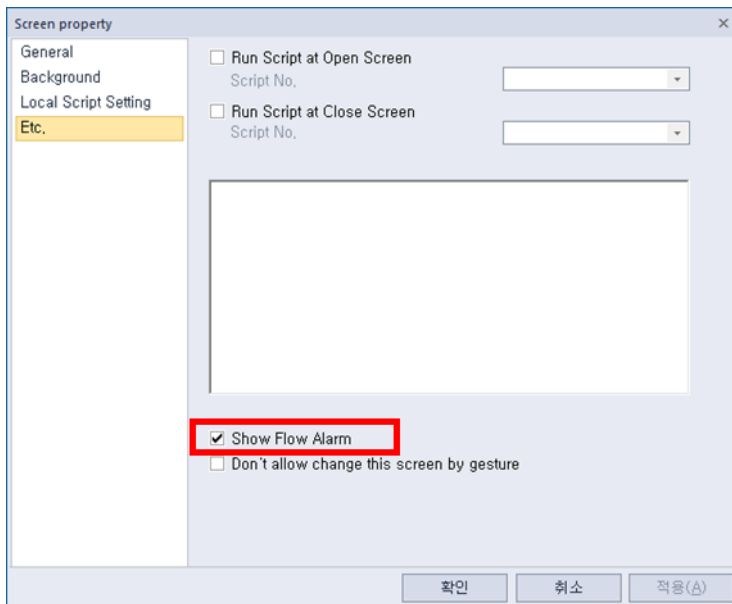 Screen property
General
Background
Local Script Setting
Etc.
Run Script at Open Screen
Script No.
Run Script at Close Screen
Script No.
Show Flow Alarm
Don't allow change this screen by gesture
확인
취소
적용(A)